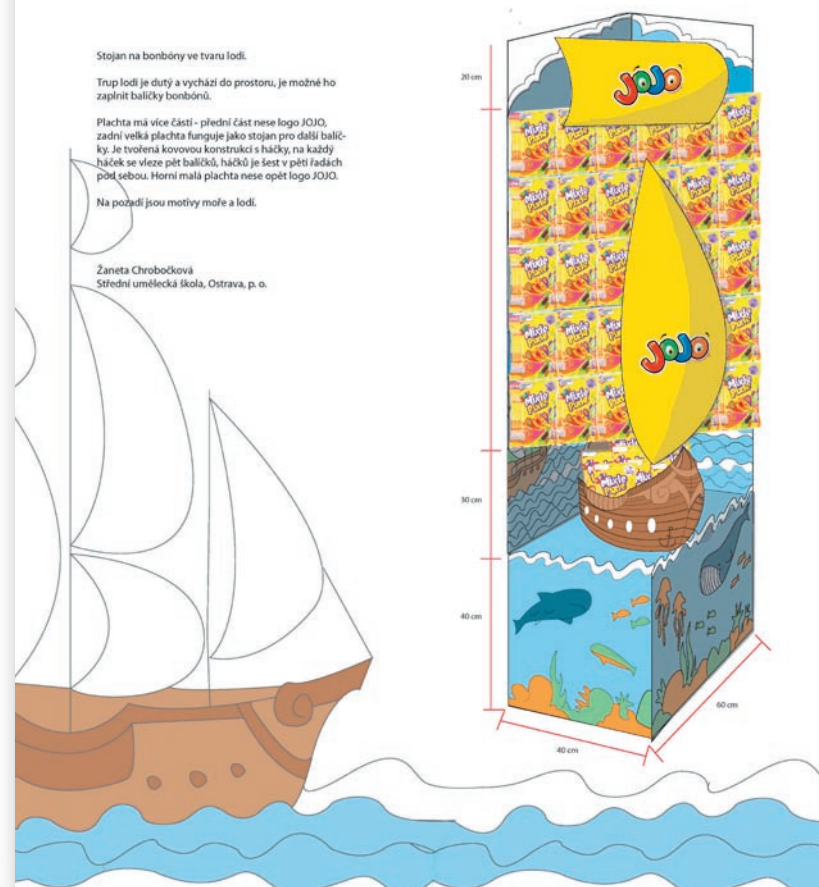 Stojan na bonbóny ve tvaru lodi.
Trup lodi je dutý a vychází do prostoru, je možné ho
zaplnit balíčky bonbónů.
Plachta má více částí - přední část nese logo JOJO,
zadní velká plachta funguje jako stojan pro další balíč-
ky. Je tvořená kovovou konstrukcí s háčky, na každý
háček se vleze pět balíčků, háčků je šest v pěti řadách
pod sebou. Horní malá plachta nese opět logo JOJO.
Na pozadí jsou motivy moře a lodí.
Žaneta Chrobočková
Střední umělecká škola, Ostrava, p. o.
20 cm
JOJO
JOJO
30 cm
40 cm
40 cm
60 cm